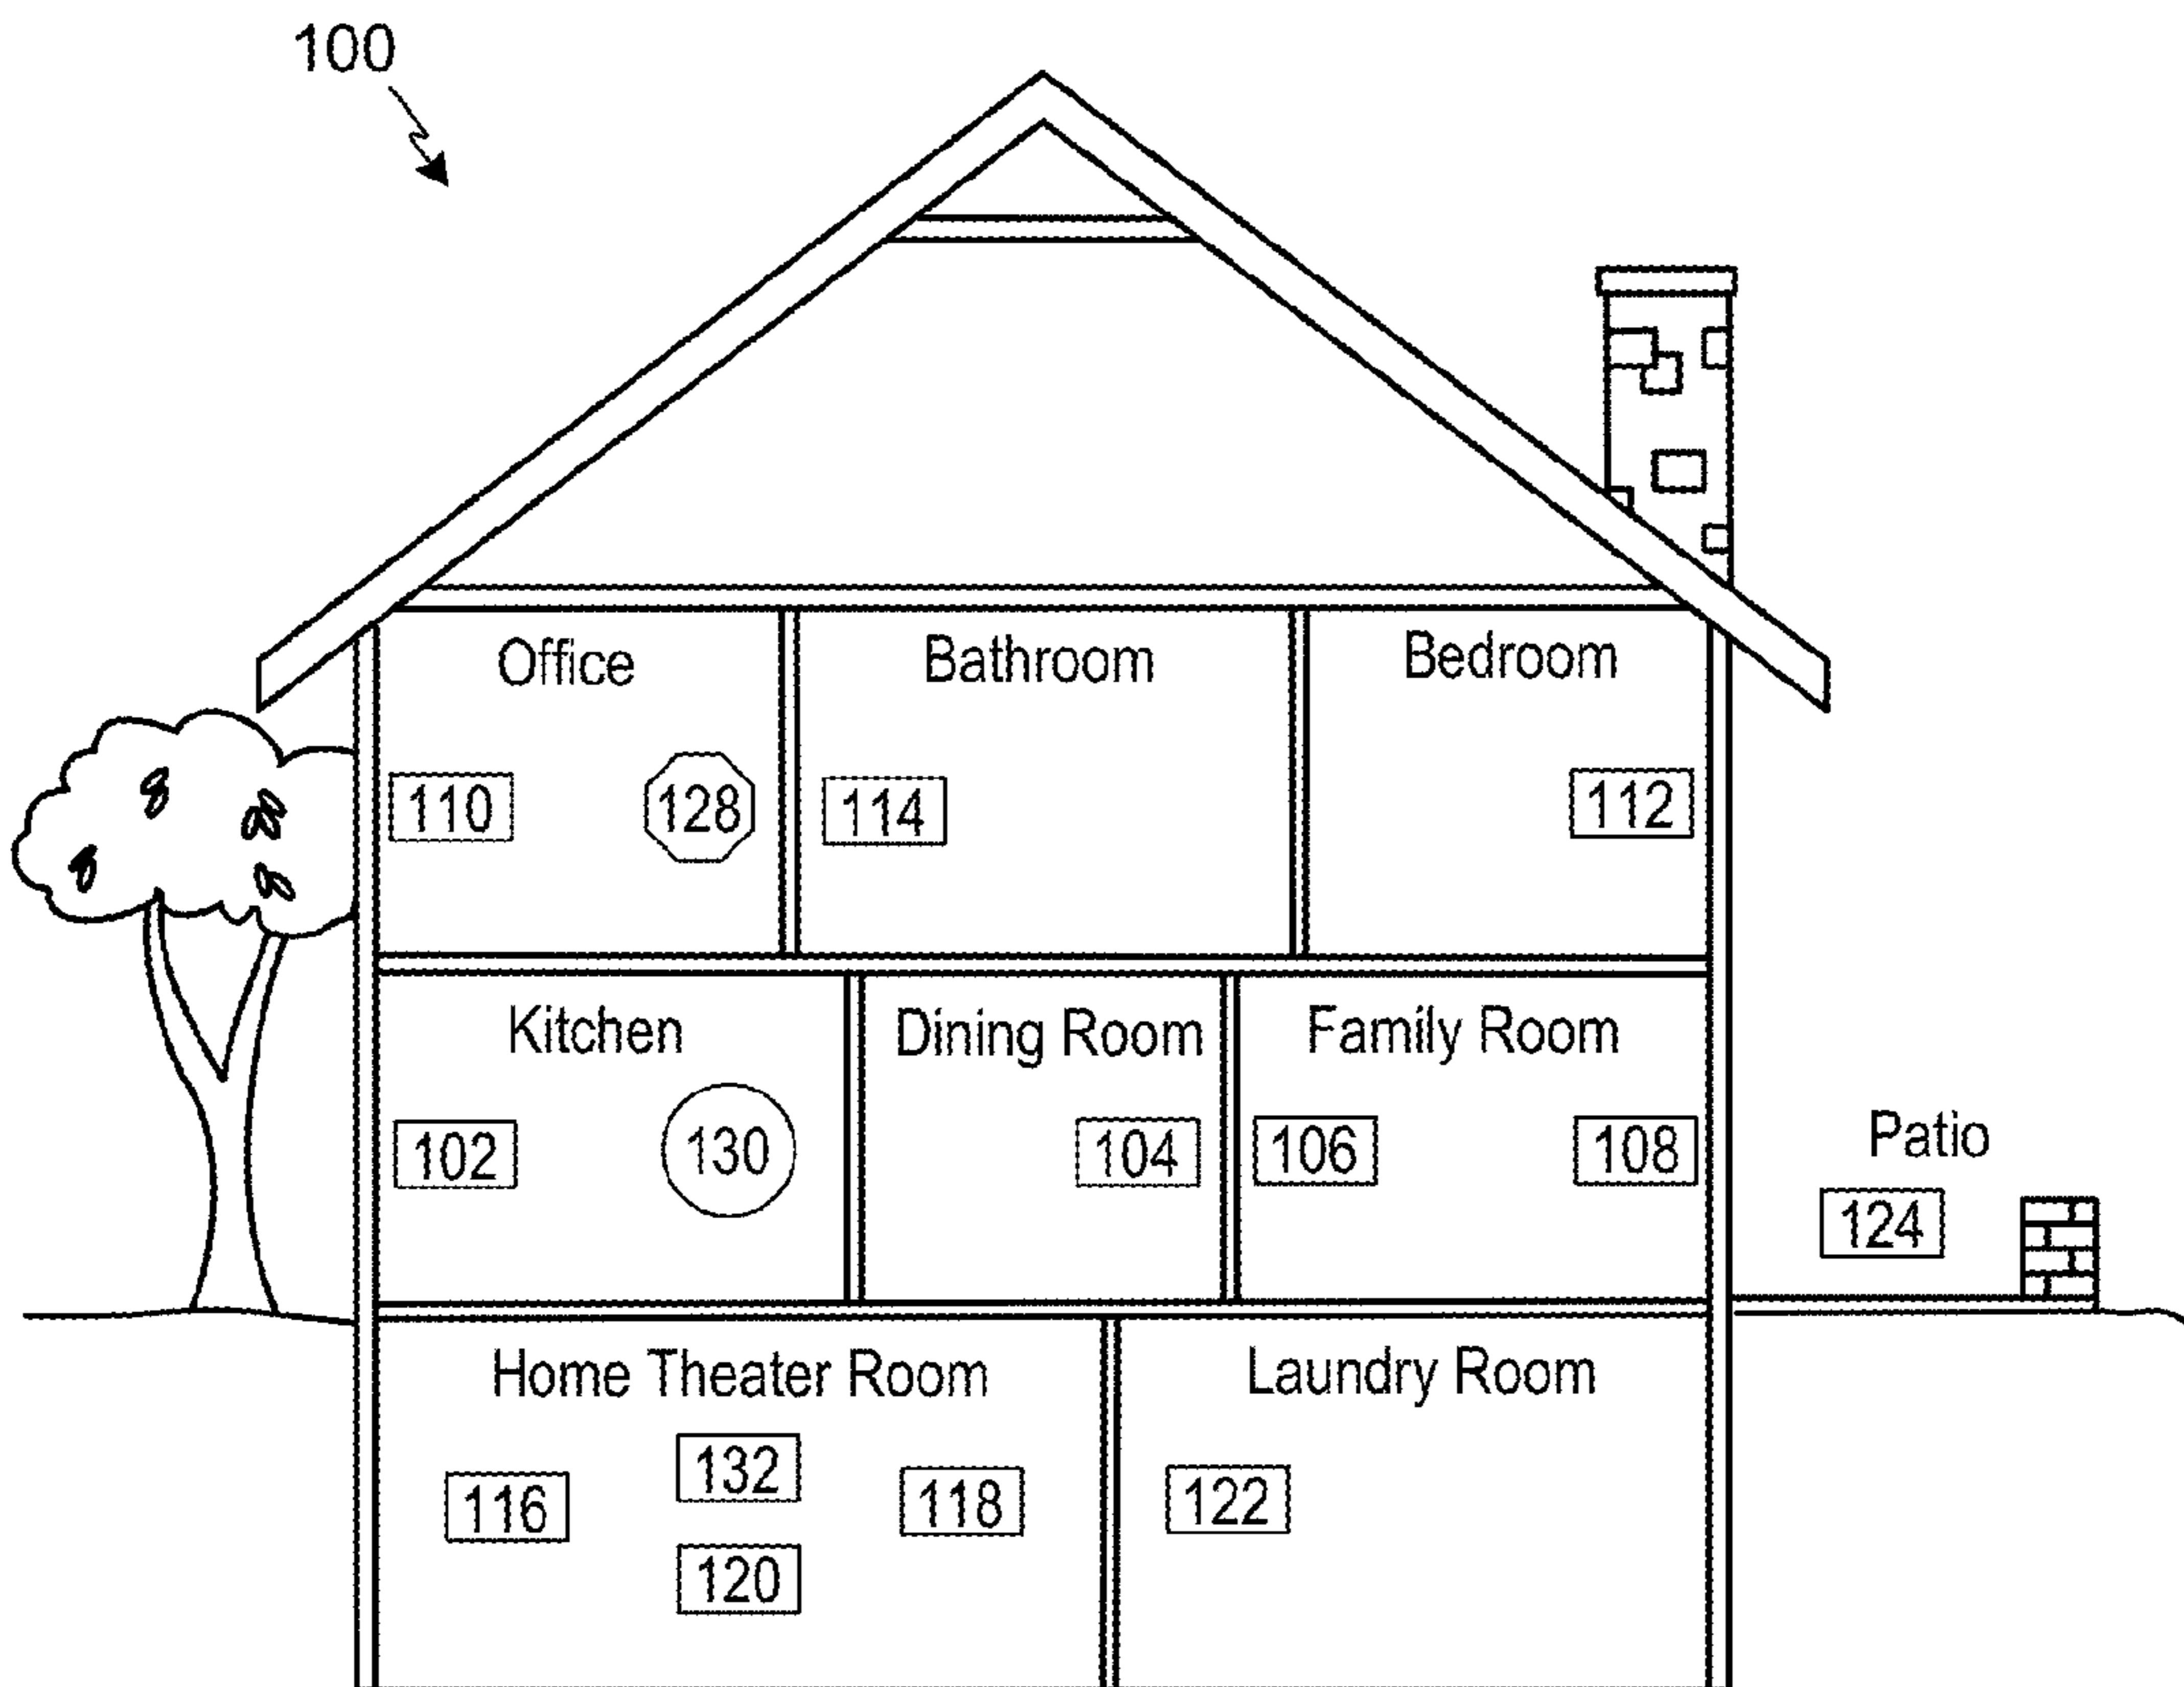 100
Office
Bathroom
Bedroom
110
128
114
112
Kitchen
Dining Room
Family Room
102
130
104
106
108
Patio
124
Home Theater Room
Laundry Room
132
116
118
122
120